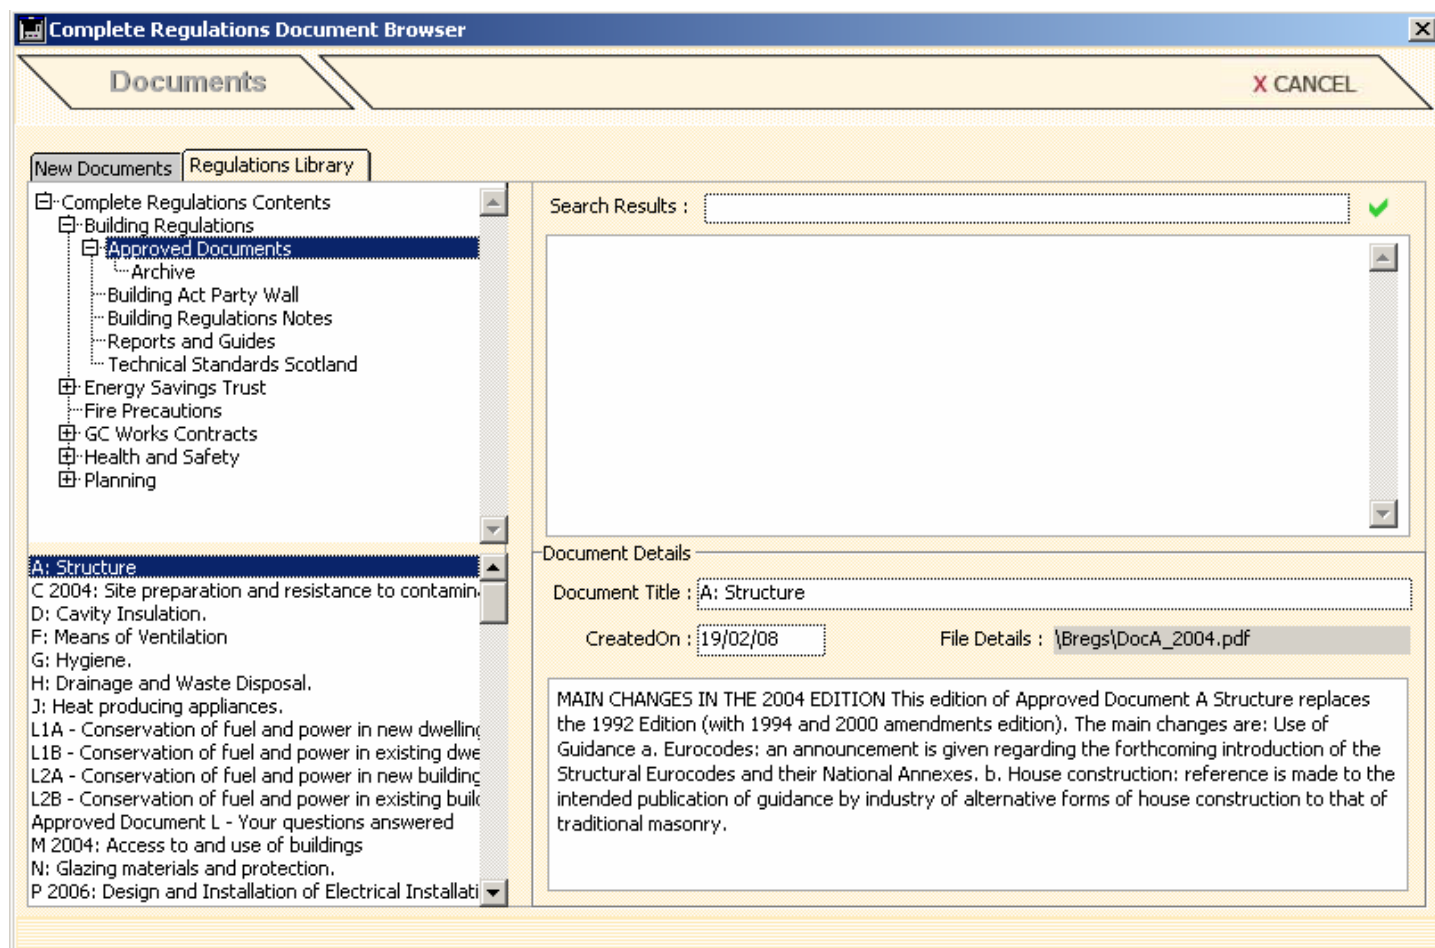 Complete Regulations Document Browser
Documents
X CANCEL
New Documents
Regulations Library
Complete Regulations Contents
Building Regulations
Approved Documents
Archive
Building Act Party Wall
Building Regulations Notes
Reports and Guides
Technical Standards Scotland
Energy Savings Trust
Fire Precautions
GC Works Contracts
Health and Safety
Planning
A: Structure
C 2004: Site preparation and resistance to contamin
D: Cavity Insulation.
F: Means of Ventilation
G: Hygiene.
H: Drainage and Waste Disposal.
J: Heat producing appliances.
L1A - Conservation of fuel and power in new dwelling
L1B - Conservation of fuel and power in existing dwe
L2A - Conservation of fuel and power in new building
L2B - Conservation of fuel and power in existing build
Approved Document L - Your questions answered
M 2004: Access to and use of buildings
N: Glazing materials and protection.
P 2006: Design and Installation of Electrical Installati
Search Results :
Document Details
Document Title : A: Structure
CreatedOn : 19/02/08
File Details : \Bregs\DocA_2004.pdf
MAIN CHANGES IN THE 2004 EDITION This edition of Approved Document A Structure replaces
the 1992 Edition (with 1994 and 2000 amendments edition). The main changes are: Use of
Guidance a. Eurocodes: an announcement is given regarding the forthcoming introduction of the
Structural Eurocodes and their National Annexes. b. House construction: reference is made to the
intended publication of guidance by industry of alternative forms of house construction to that of
traditional masonry.